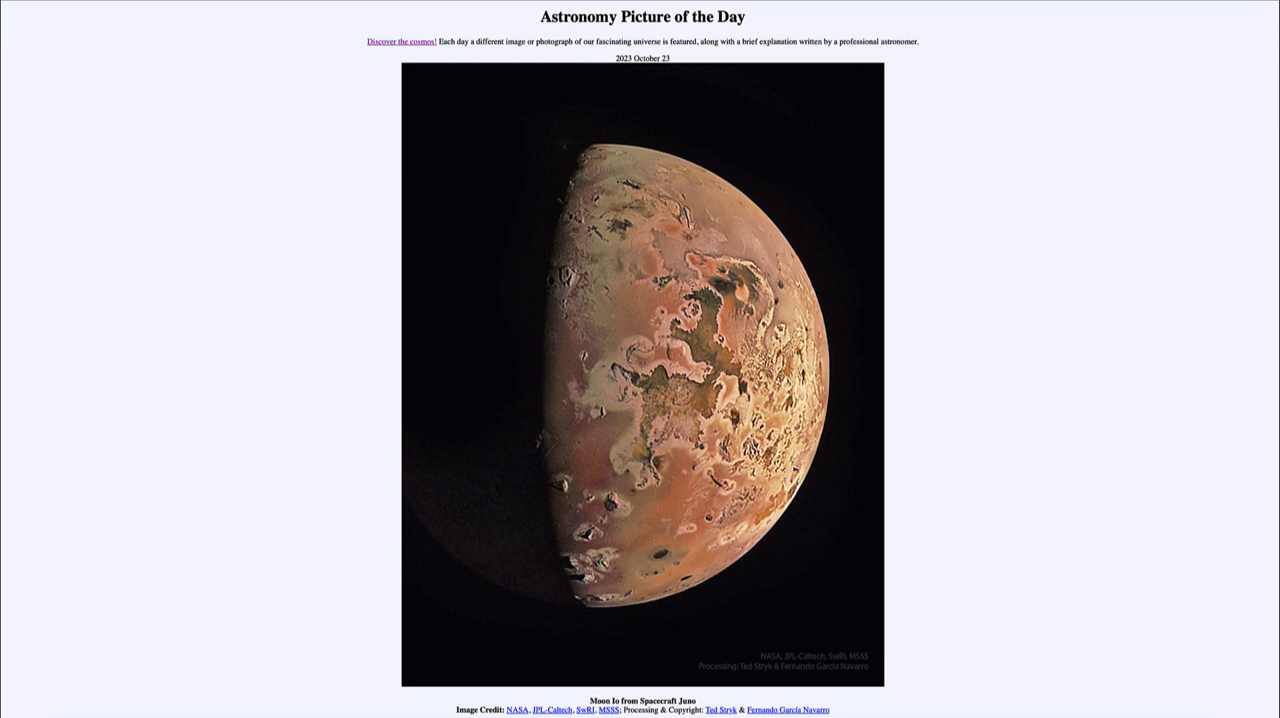 Astronomy Picture of the Day
Discover the cosmos! Each day a different image or photograph of our fascinating universe is featured, along with a brief explanation written by a professional astronomer.
2023 October 23
NASA, JPL-Caltech, SwRI, MSSS
Processing: Ted Stryk & Fernando García Navarro
Moon Io from Spacecraft Juno
Image Credit: NASA, JPL-Caltech, SwRI, MSSS; Processing & Copyright: Ted Stryk & Fernando García Navarro